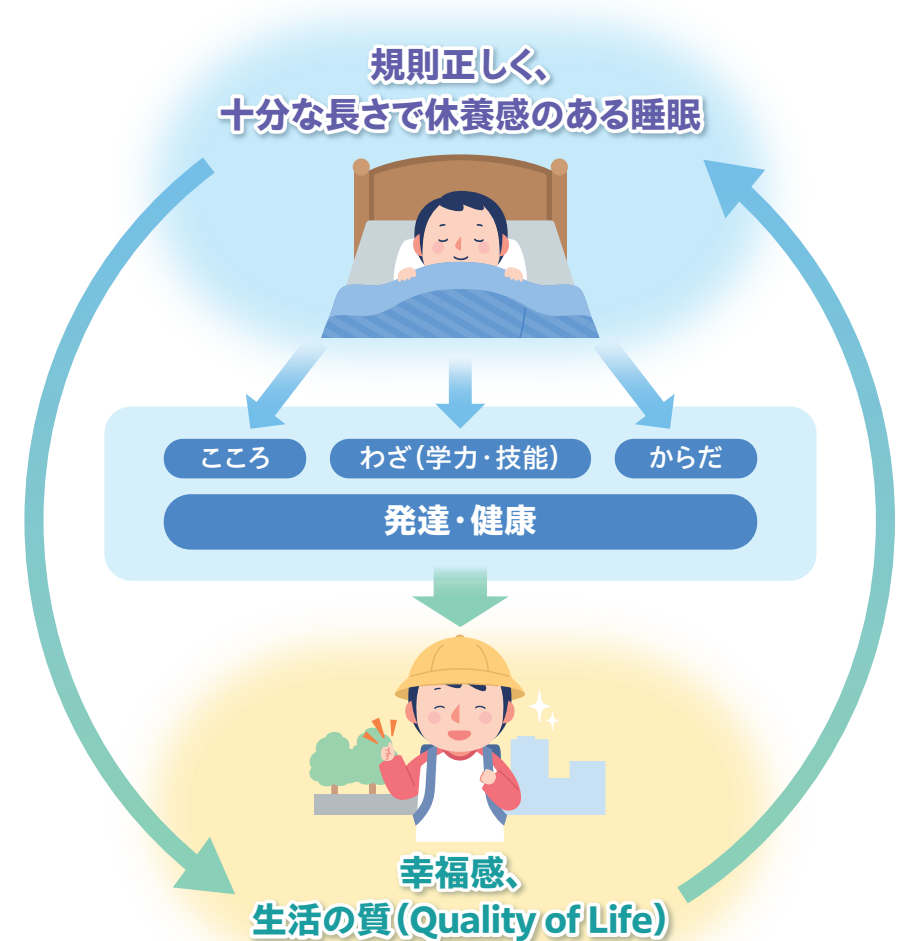 規則正しく、
十分な長さで休養感のある睡眠
こころ
わざ(学力・技能)
からだ
発達・健康
幸福感、
生活の質(Quality of Life)